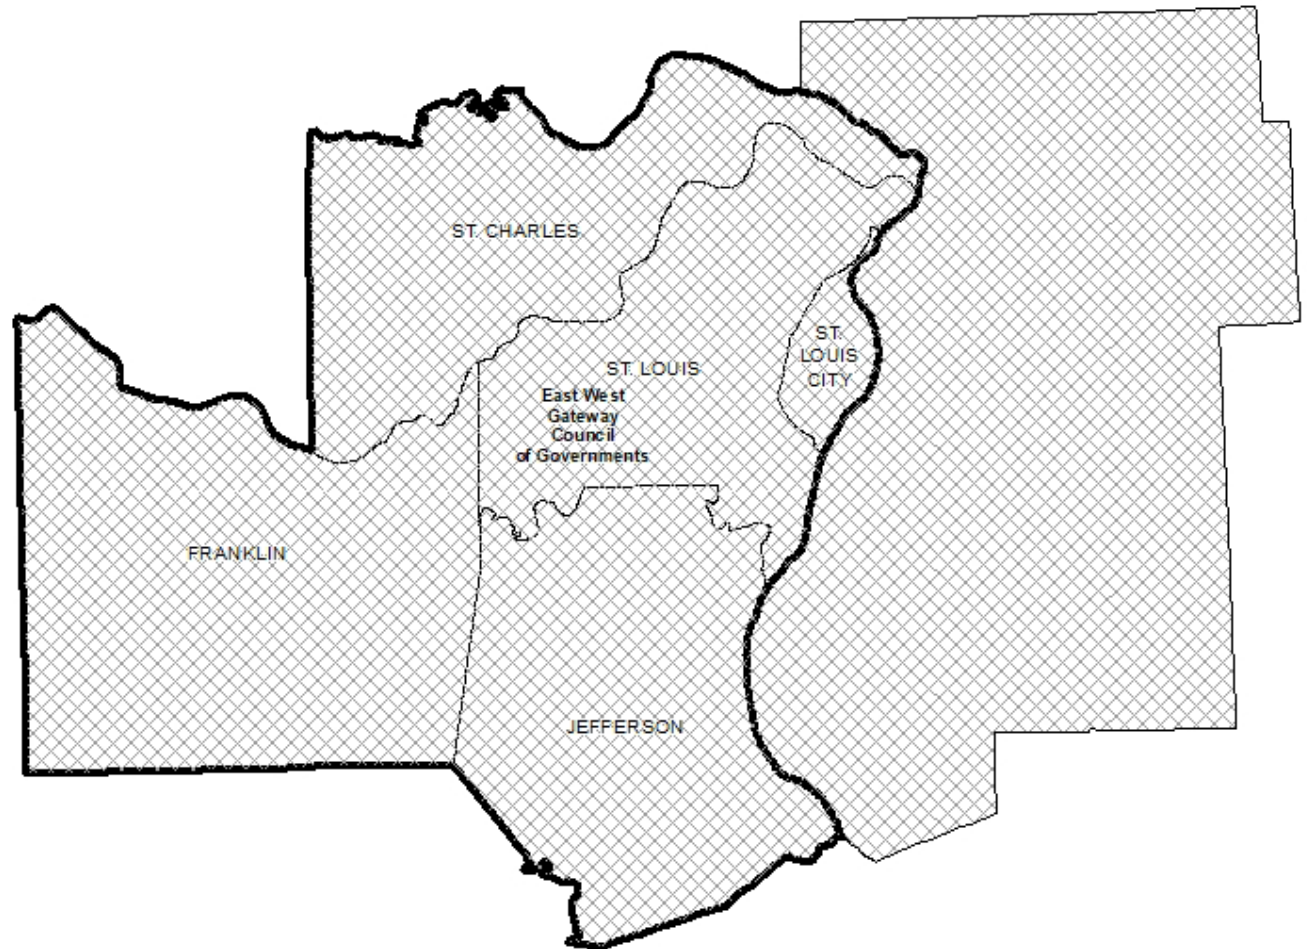 ST. CHARLES
ST. LOUIS
ST.
LOUIS
CITY
East West
Gateway
Council
of Governments
FRANKLIN
JEFFERSON